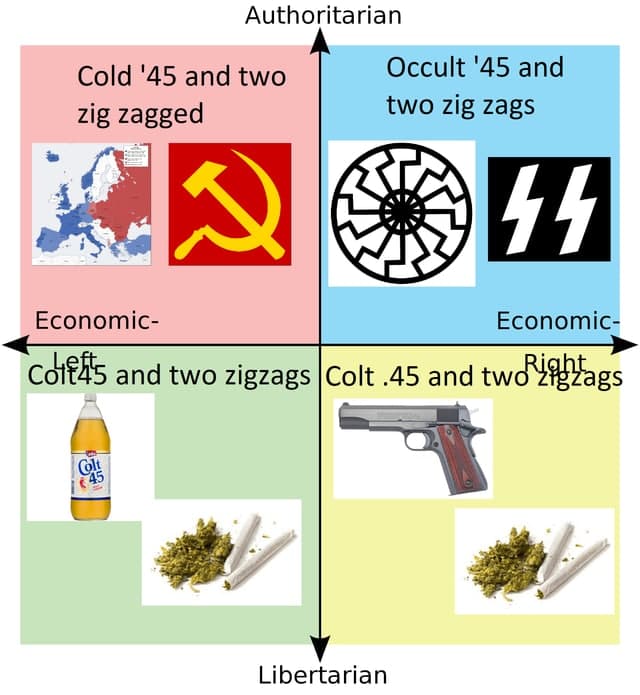 Authoritarian
Cold '45 and two
zig zagged
Occult '45 and
two zig zags
Economic-
Left
Economic-
Right
Colt45 and two zigzags
Colt .45 and two zigzags
Colt
45
Libertarian